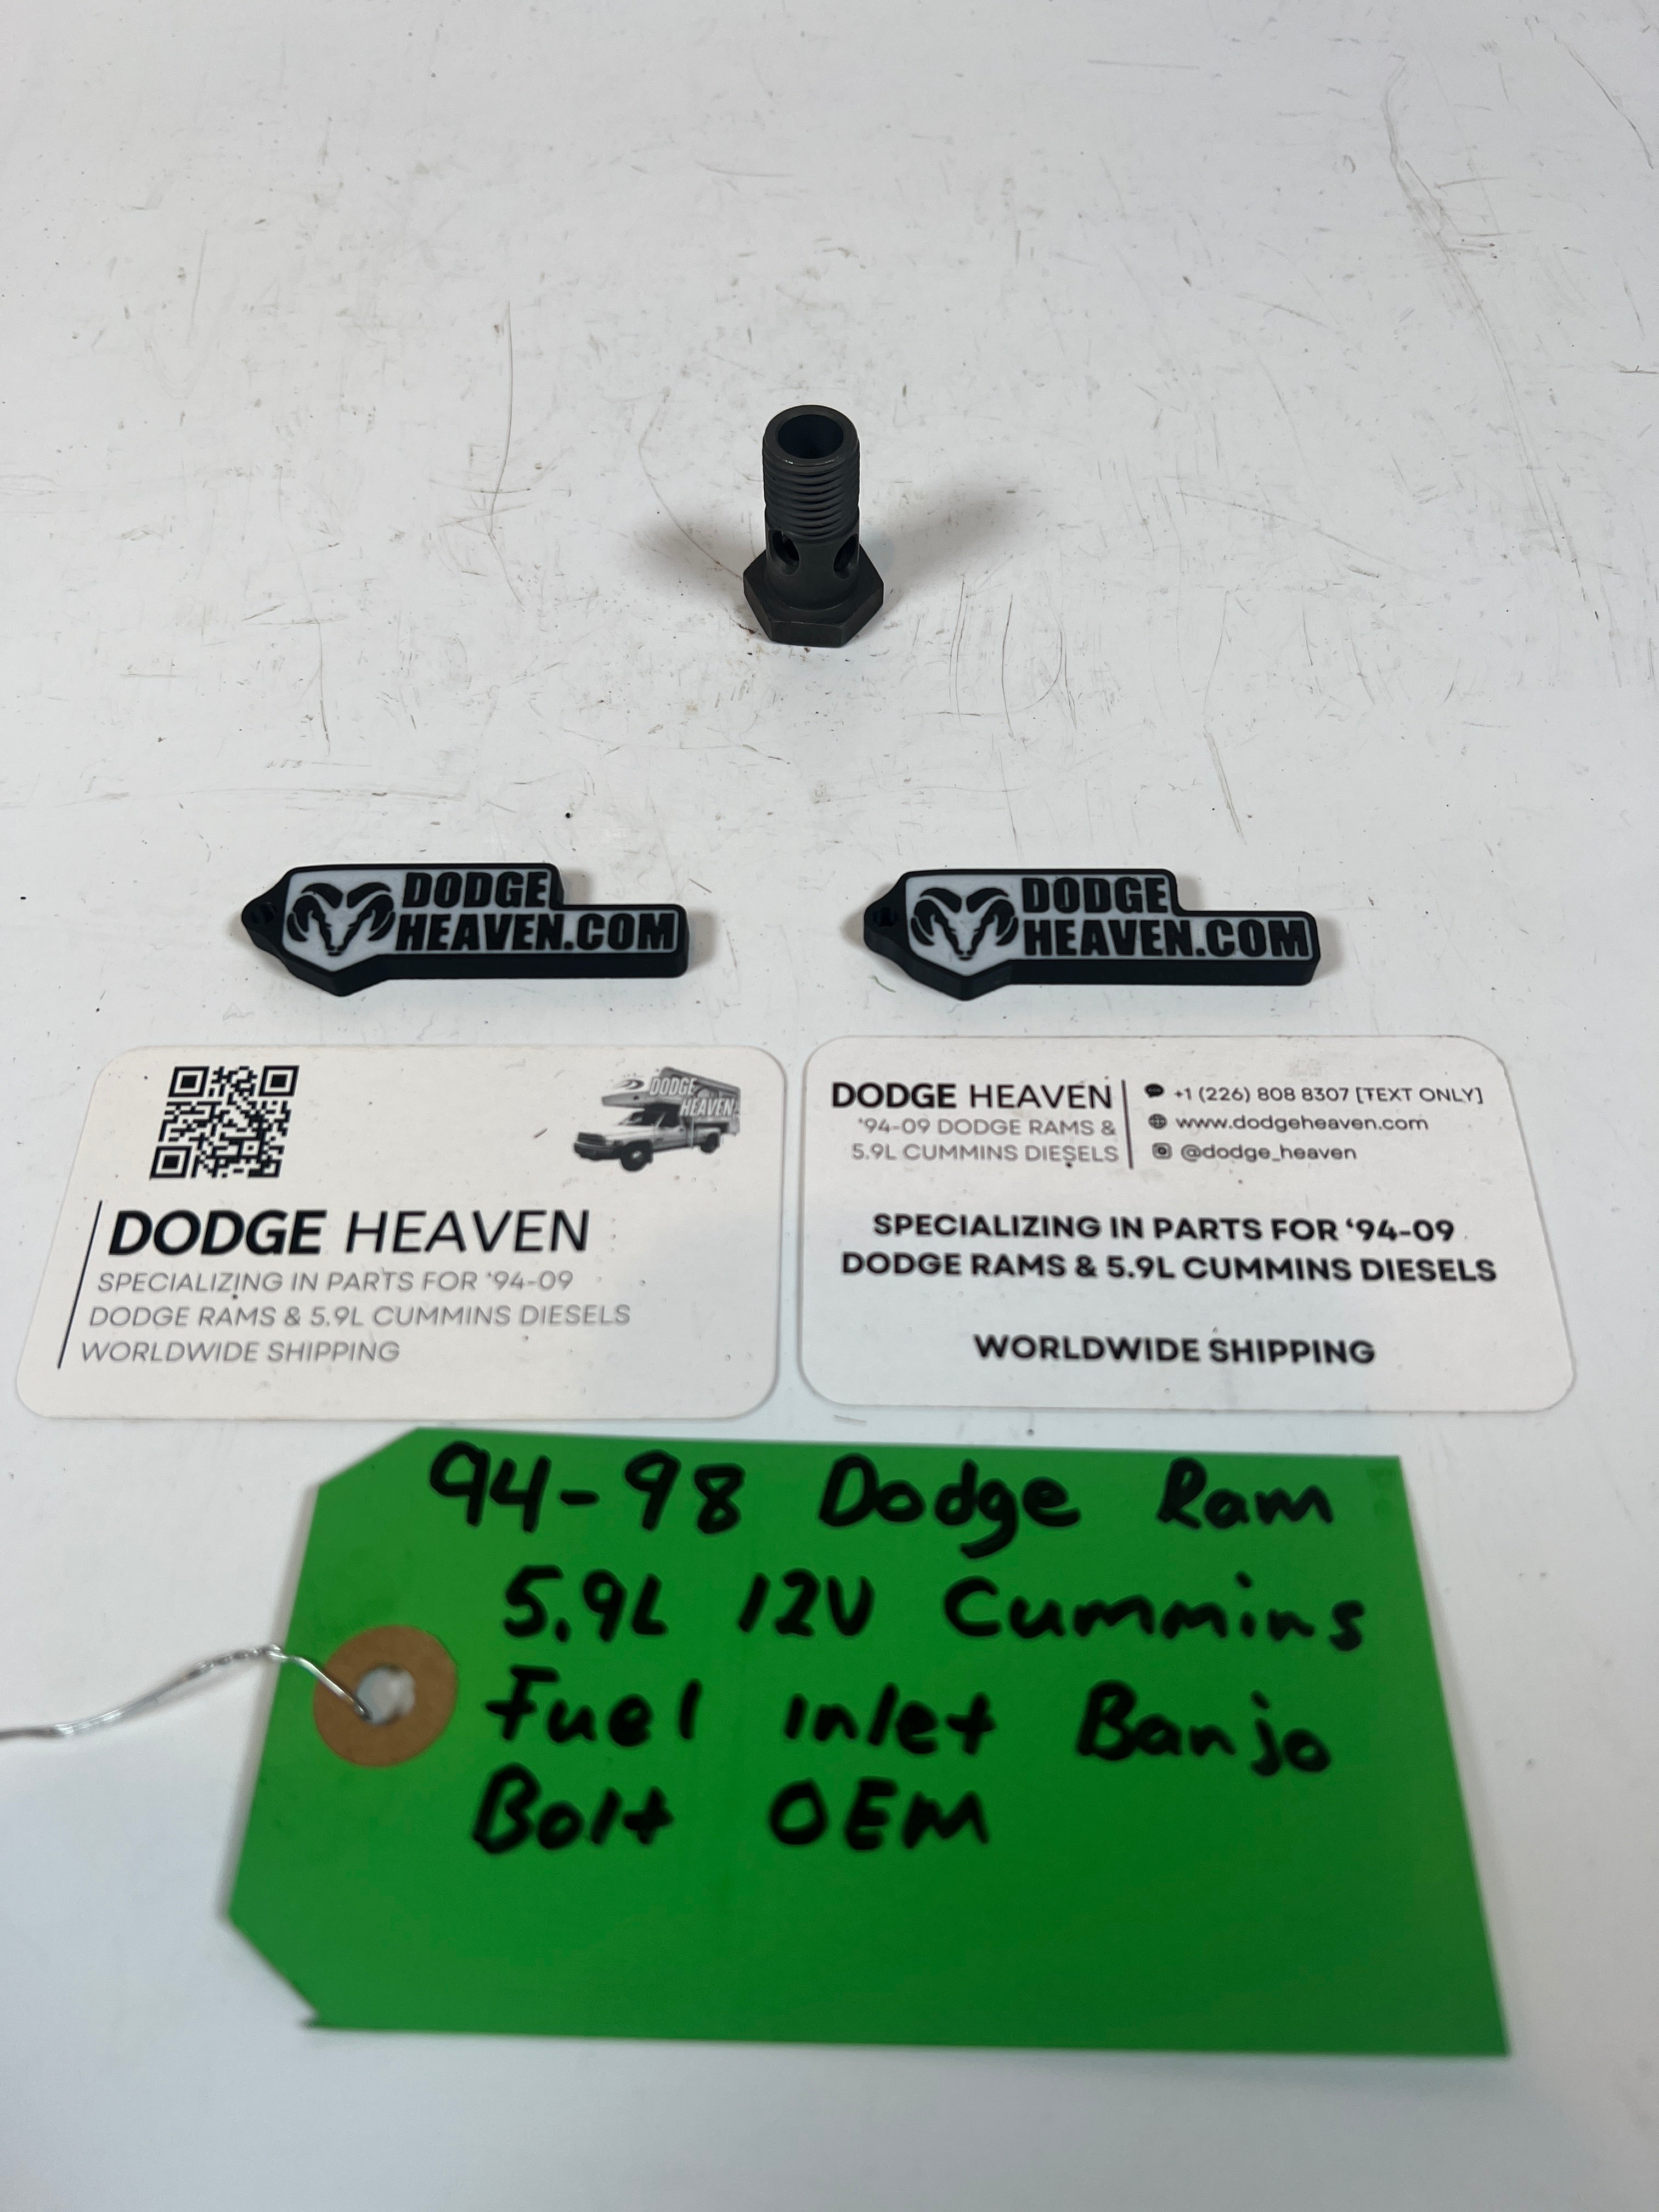 DODGE
HEAVEN.COM
DODGE
HEAVEN.COM
DODGE
HEAVEN
DODGE HEAVEN
SPECIALIZING IN PARTS FOR '94-09
DODGE RAMS & 5.9L CUMMINS DIESELS
WORLDWIDE SHIPPING
DODGE HEAVEN
'94-09 DODGE RAMS &
5.9L CUMMINS DIESELS
+1 (226) 808 8307 [TEXT ONLY]
www.dodgeheaven.com
@dodge_heaven
SPECIALIZING IN PARTS FOR '94-09
DODGE RAMS & 5.9L CUMMINS DIESELS
WORLDWIDE SHIPPING
94-98 Dodge Ram
5.9L 12V Cummins
Fuel inlet Banjo
Bolt OEM